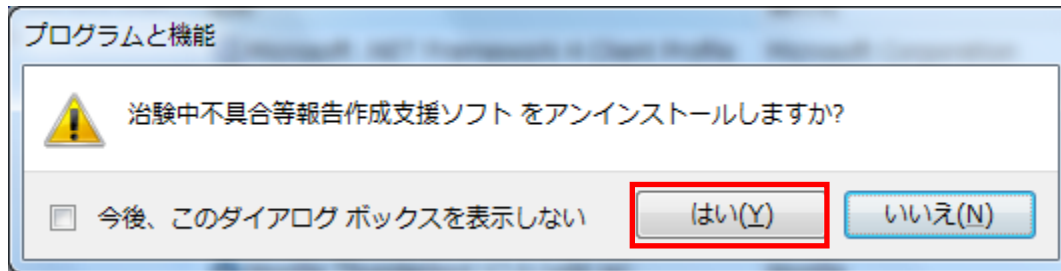 プログラムと機能
治験中不具合等報告作成支援ソフト をアンインストールしますか?
今後、このダイアログ ボックスを表示しない
はい(Y)
いいえ(N)